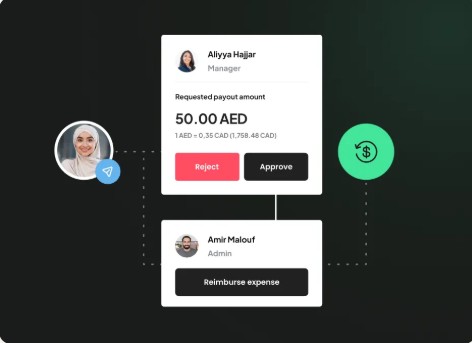 Aliyya Hajjar
Manager
Requested payout amount
50.00 AED
1 AED = 0,35 CAD (1,758.48 CAD)
Reject
Approve
Amir Malouf
Admin
Reimburse expense
$